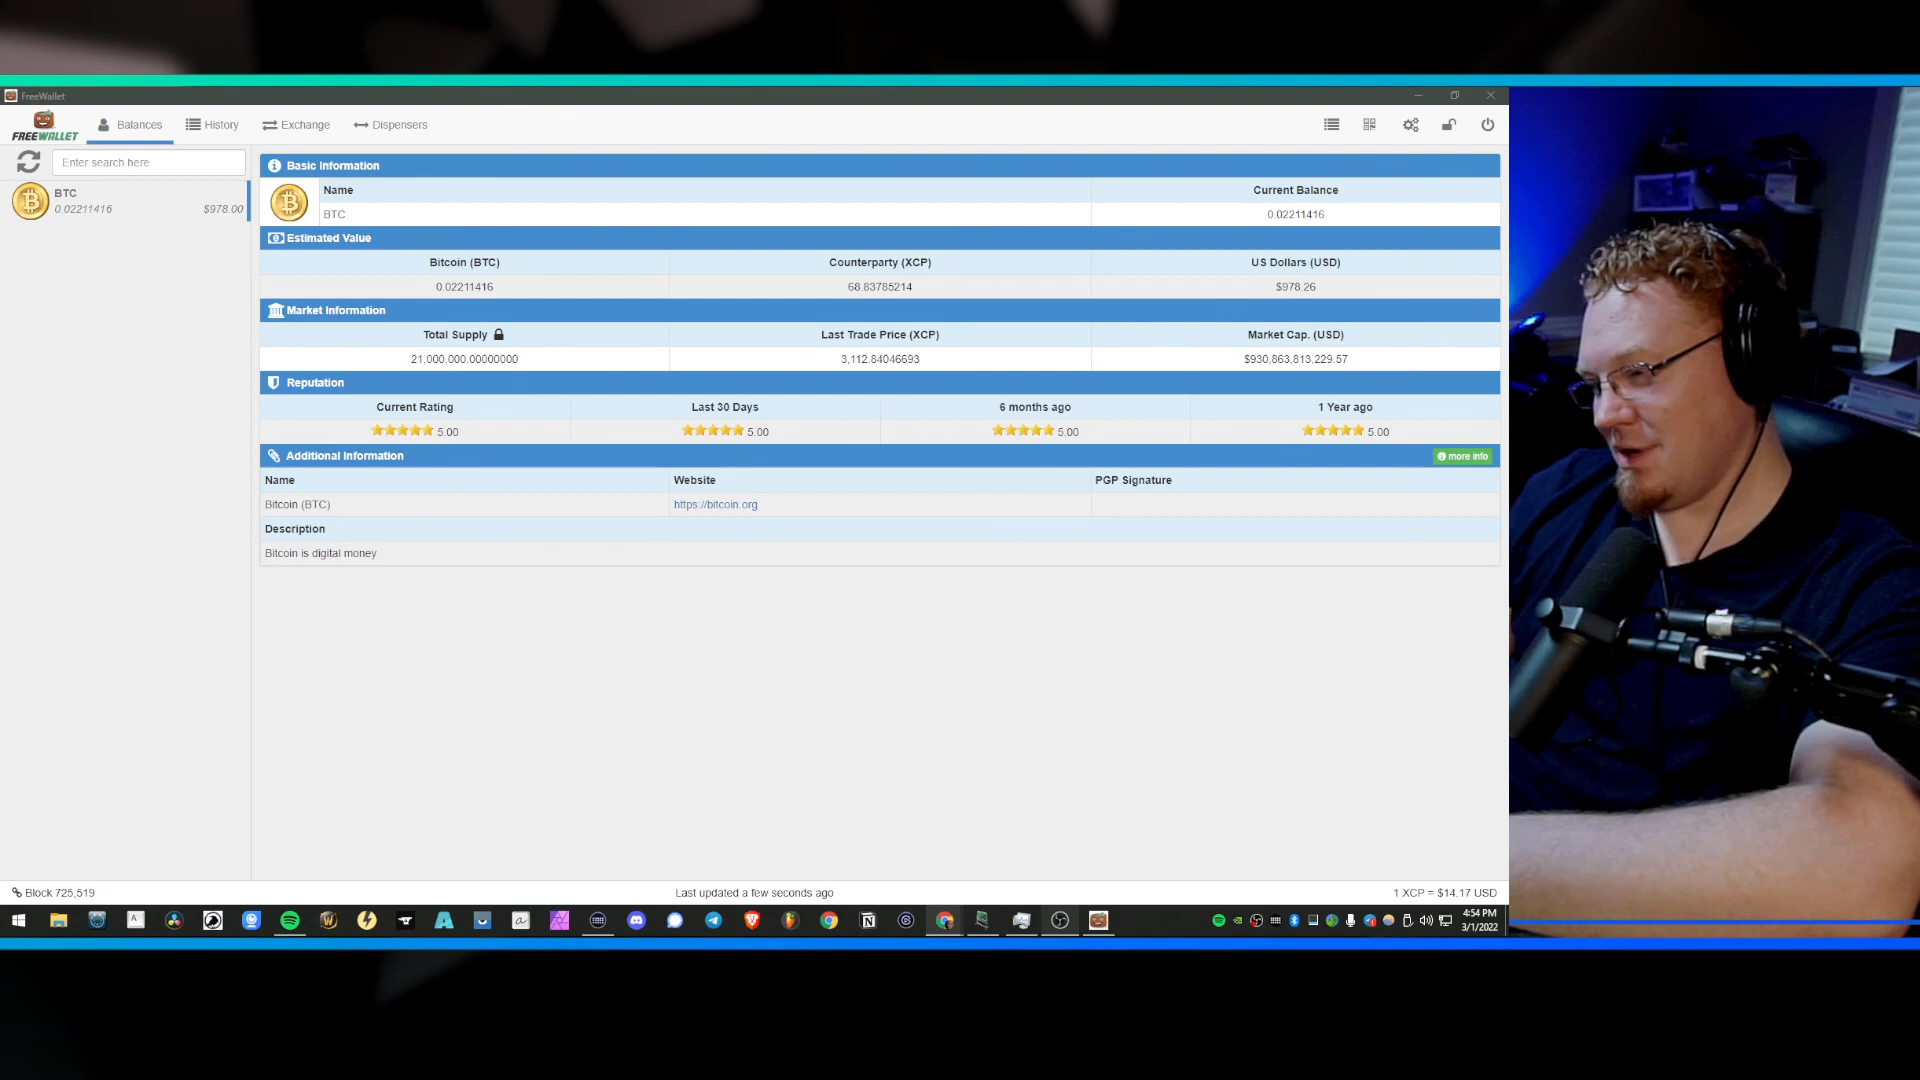 FreeWallet
FREEWALLET
Balances
History
Exchange
Dispensers
Enter search here
BTC
0.02211416
$978.00
Basic Information
Name
Current Balance
BTC
0.02211416
Estimated Value
Bitcoin (BTC)
Counterparty (XCP)
US Dollars (USD)
0.02211416
68.83785214
$978.26
Market Information
Total Supply
Last Trade Price (XCP)
Market Cap. (USD)
21,000,000.00000000
3,112.84046693
$930,863,813,229.57
Reputation
Current Rating
Last 30 Days
6 months ago
1 Year ago
5.00
5.00
5.00
5.00
Additional Information
more info
Name
Website
PGP Signature
Bitcoin (BTC)
https://bitcoin.org
Description
Bitcoin is digital money
Block 725,519
Last updated a few seconds ago
1 XCP = $14.17 USD
4:54 PM
3/1/2022